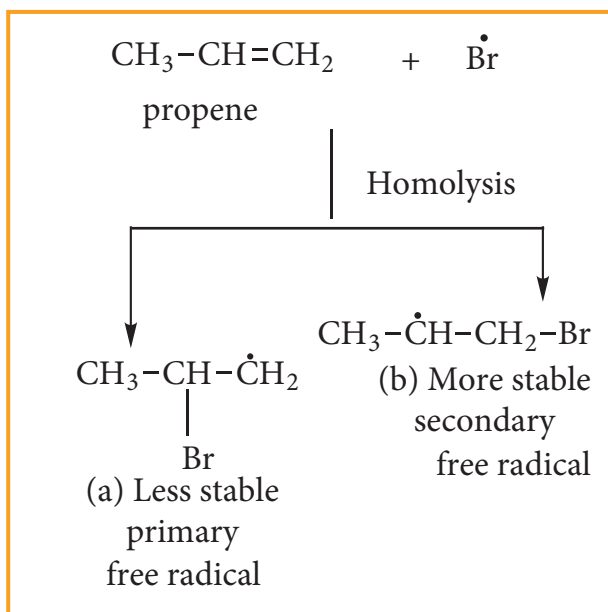 CH₃–CH=CH₂ + Ḃr
propene
Homolysis
CH₃–ĊH–CH₂–Br
CH₃–CH–ĊH₂
Br
(b) More stable
secondary
free radical
(a) Less stable
primary
free radical